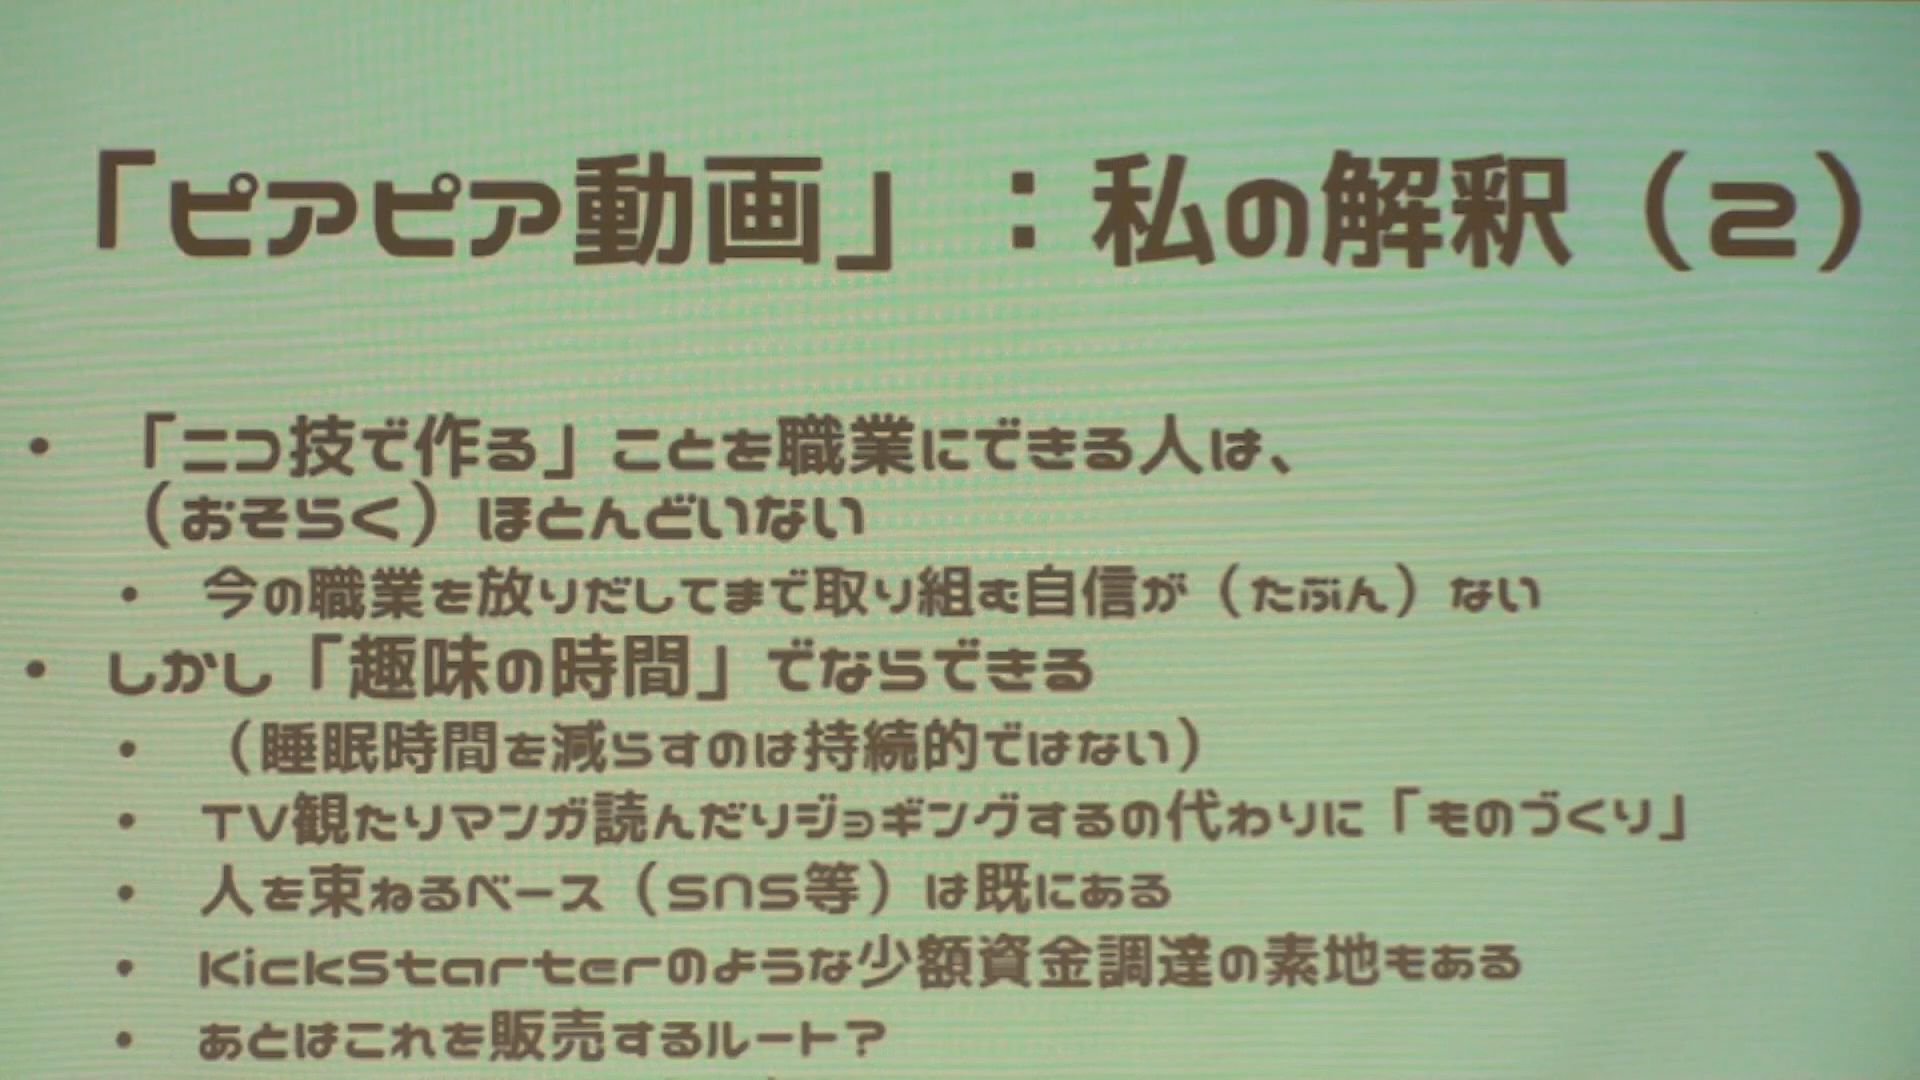 「ピアピア動画」：私の解釈（2）
• 「ニコ技で作る」ことを職業にできる人は、
（おそらく）ほとんどいない
• 今の職業を放りだしてまで取り組む自信が（たぶん）ない
• しかし「趣味の時間」でならできる
• （睡眠時間を減らすのは持続的ではない）
• TV観たりマンガ読んだりジョギングするの代わりに「ものづくり」
• 人を束ねるベース（SNS等）は既にある
• KickStarterのような少額資金調達の素地もある
• あとはこれを販売するルート？